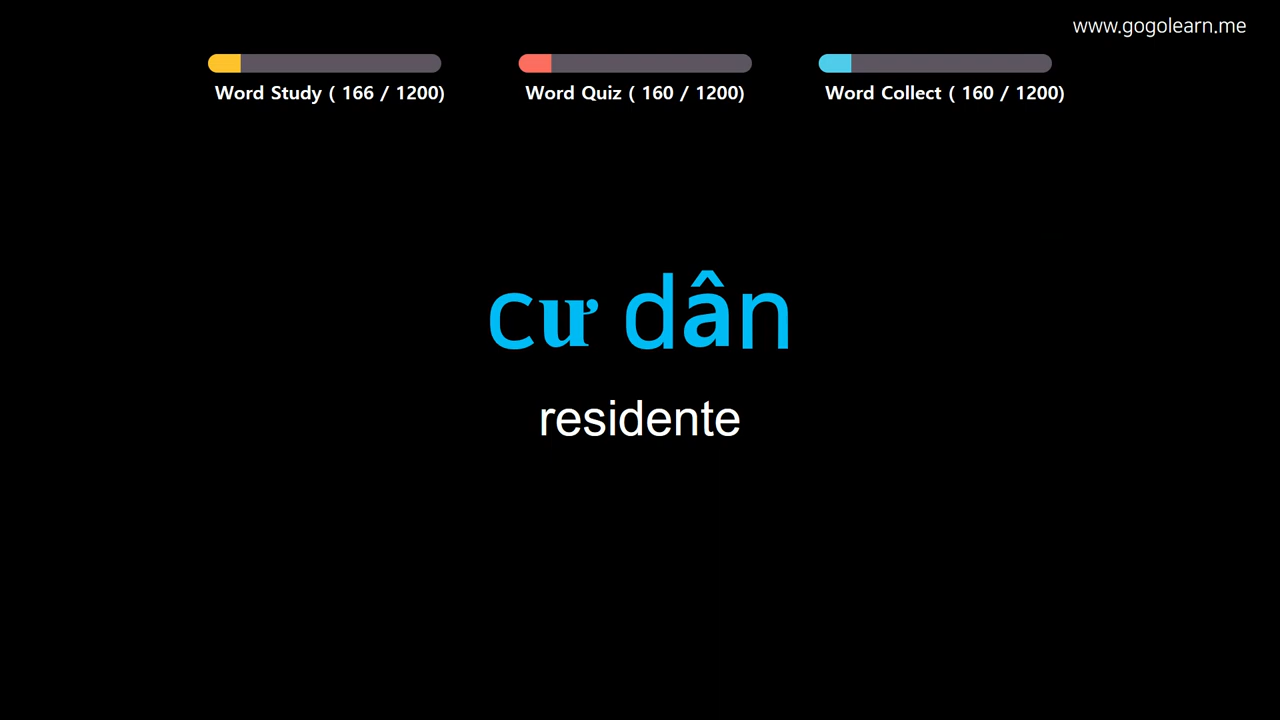 www.gogolearn.me
Word Study ( 166 / 1200)
Word Quiz ( 160 / 1200)
Word Collect ( 160 / 1200)
cư dân
residente